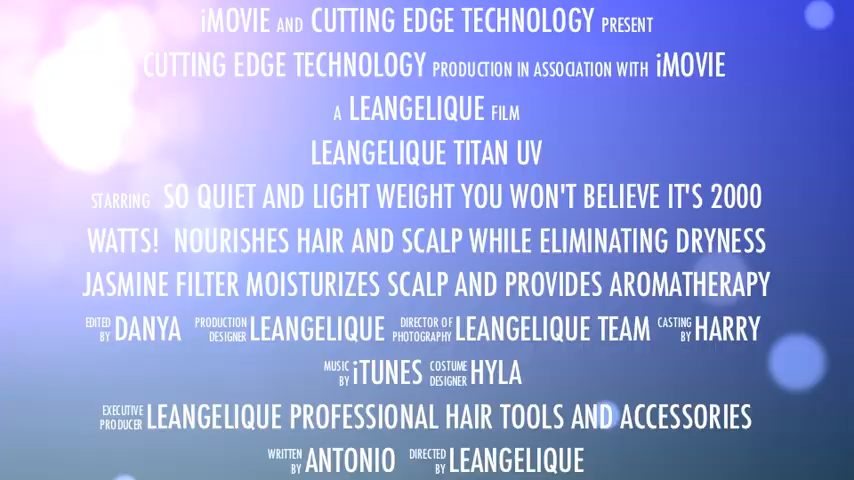 iMOVIE AND CUTTING EDGE TECHNOLOGY PRESENT
CUTTING EDGE TECHNOLOGY PRODUCTION IN ASSOCIATION WITH iMOVIE
A LEANGELIQUE FILM
LEANGELIQUE TITAN UV
STARRING SO QUIET AND LIGHT WEIGHT YOU WON'T BELIEVE IT'S 2000
WATTS! NOURISHES HAIR AND SCALP WHILE ELIMINATING DRYNESS
JASMINE FILTER MOISTURIZES SCALP AND PROVIDES AROMATHERAPY
EDITED BY DANYA PRODUCTION DESIGNER LEANGELIQUE DIRECTOR OF PHOTOGRAPHY LEANGELIQUE TEAM CASTING BY HARRY
MUSIC BY iTUNES COSTUME DESIGNER HYLA
EXECUTIVE PRODUCER LEANGELIQUE PROFESSIONAL HAIR TOOLS AND ACCESSORIES
WRITTEN BY ANTONIO DIRECTED BY LEANGELIQUE